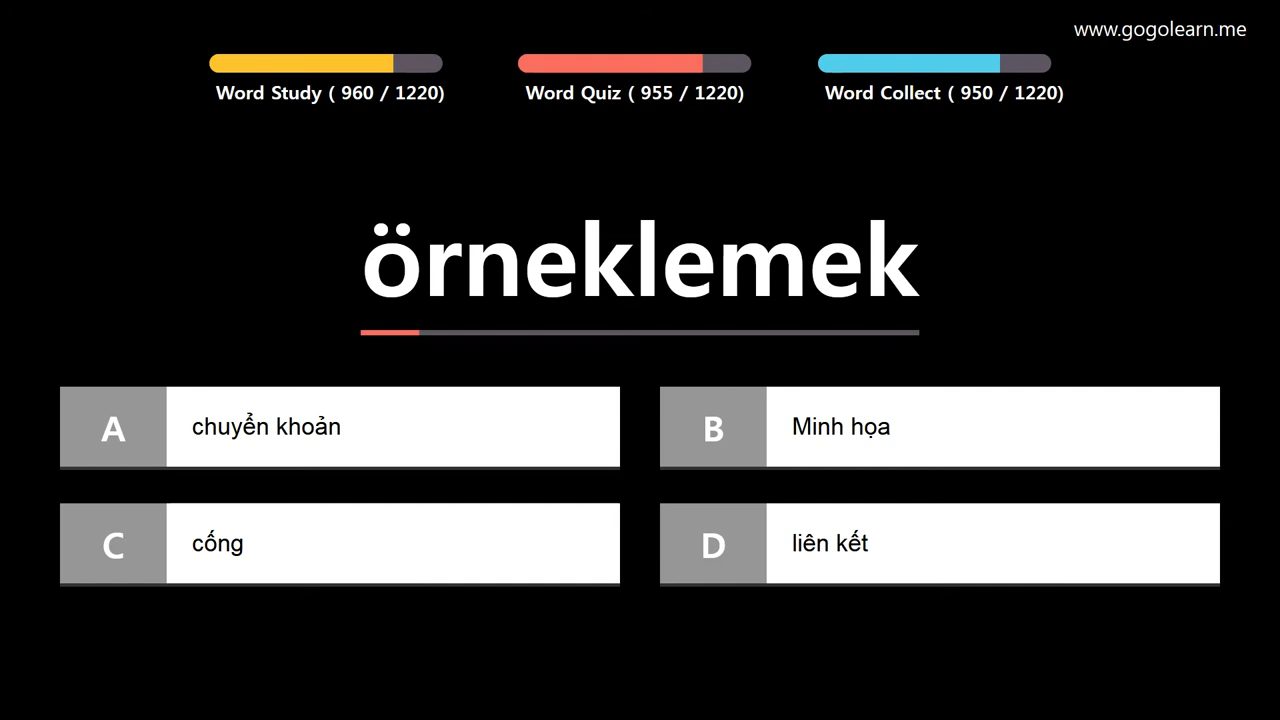 www.gogolearn.me
Word Study ( 960 / 1220)
Word Quiz ( 955 / 1220)
Word Collect ( 950 / 1220)
örneklemek
A chuyển khoản
B Minh họa
C cống
D liên kết